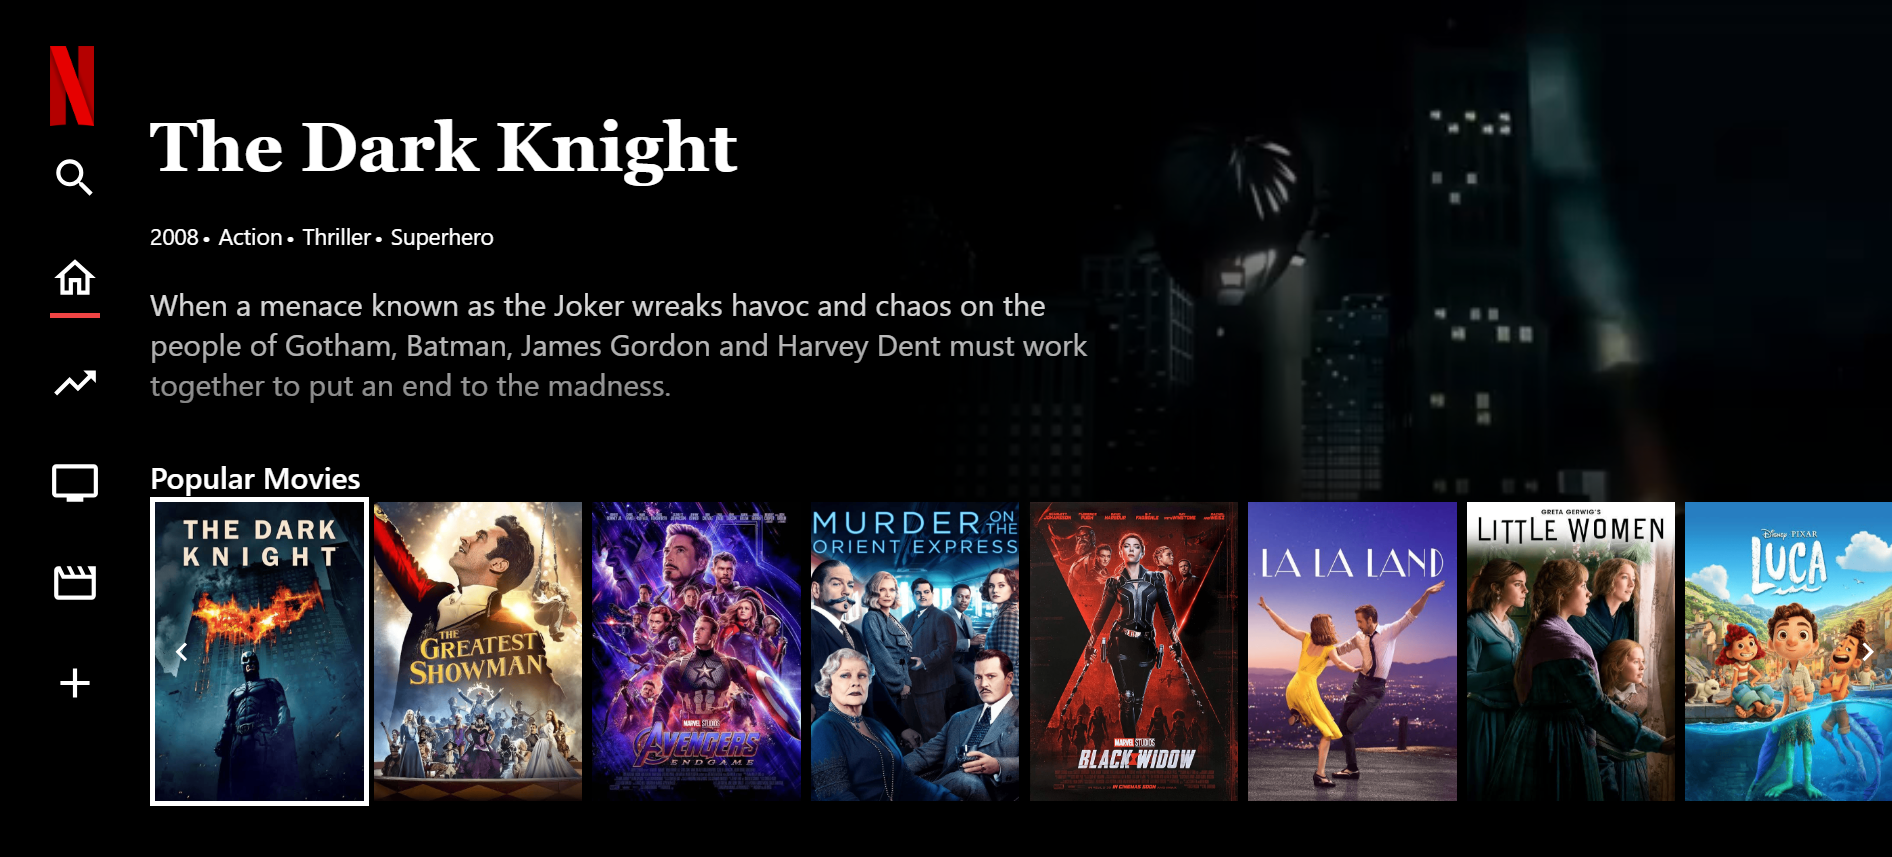 N
The Dark Knight
2008 • Action • Thriller • Superhero
When a menace known as the Joker wreaks havoc and chaos on the
people of Gotham, Batman, James Gordon and Harvey Dent must work
together to put an end to the madness.
Popular Movies
THE DARK
KNIGHT
THE
GREATEST
SHOWMAN
MARVEL STUDIOS
AVENGERS
ENDGAME
MURDER ON THE
ORIENT EXPRESS
MARVEL STUDIOS
BLACK WIDOW
IN CINEMAS SOON
LA LA LAND
GRETA GERWIG'S
LITTLE WOMEN
Disney PIXAR
LUCA